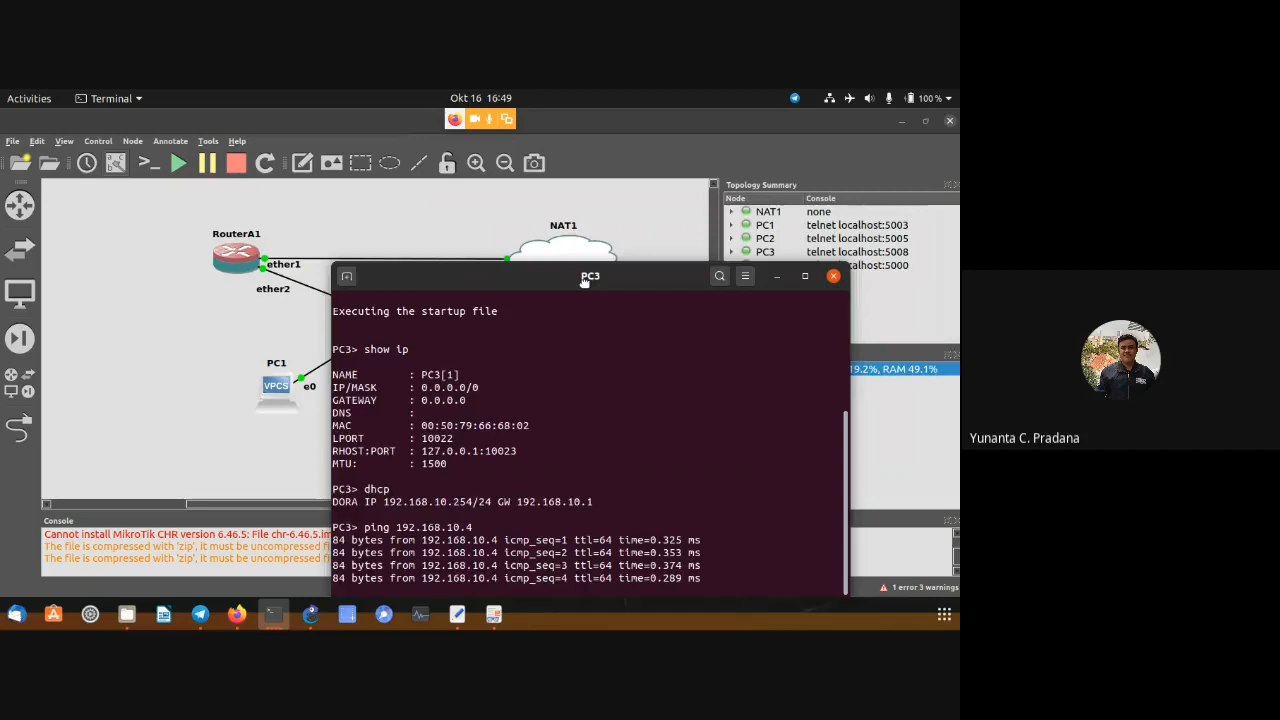 Activities
Terminal
Okt 16 16:49
100 %
File Edit View Control Node Annotate Tools Help
Topology Summary
Node Console
NAT1 none
PC1 telnet localhost:5003
PC2 telnet localhost:5005
PC3 telnet localhost:5008
localhost:5000
RouterA1
ether1
ether2
NAT1
PC1
VPCS
e0
PC3
Executing the startup file
PC3> show ip
NAME : PC3[1]
IP/MASK : 0.0.0.0/0
GATEWAY : 0.0.0.0
DNS :
MAC : 00:50:79:66:68:02
LPORT : 10022
RHOST:PORT : 127.0.0.1:10023
MTU: : 1500
PC3> dhcp
DORA IP 192.168.10.254/24 GW 192.168.10.1
PC3> ping 192.168.10.4
84 bytes from 192.168.10.4 icmp_seq=1 ttl=64 time=0.325 ms
84 bytes from 192.168.10.4 icmp_seq=2 ttl=64 time=0.353 ms
84 bytes from 192.168.10.4 icmp_seq=3 ttl=64 time=0.374 ms
84 bytes from 192.168.10.4 icmp_seq=4 ttl=64 time=0.289 ms
19.2%, RAM 49.1%
Console
Cannot install MikroTik CHR version 6.46.5: File chr-6.46.5.im
The file is compressed with 'zip', it must be uncompressed
The file is compressed with 'zip', it must be uncompressed
1 error 3 warnings
Yunanta C. Pradana